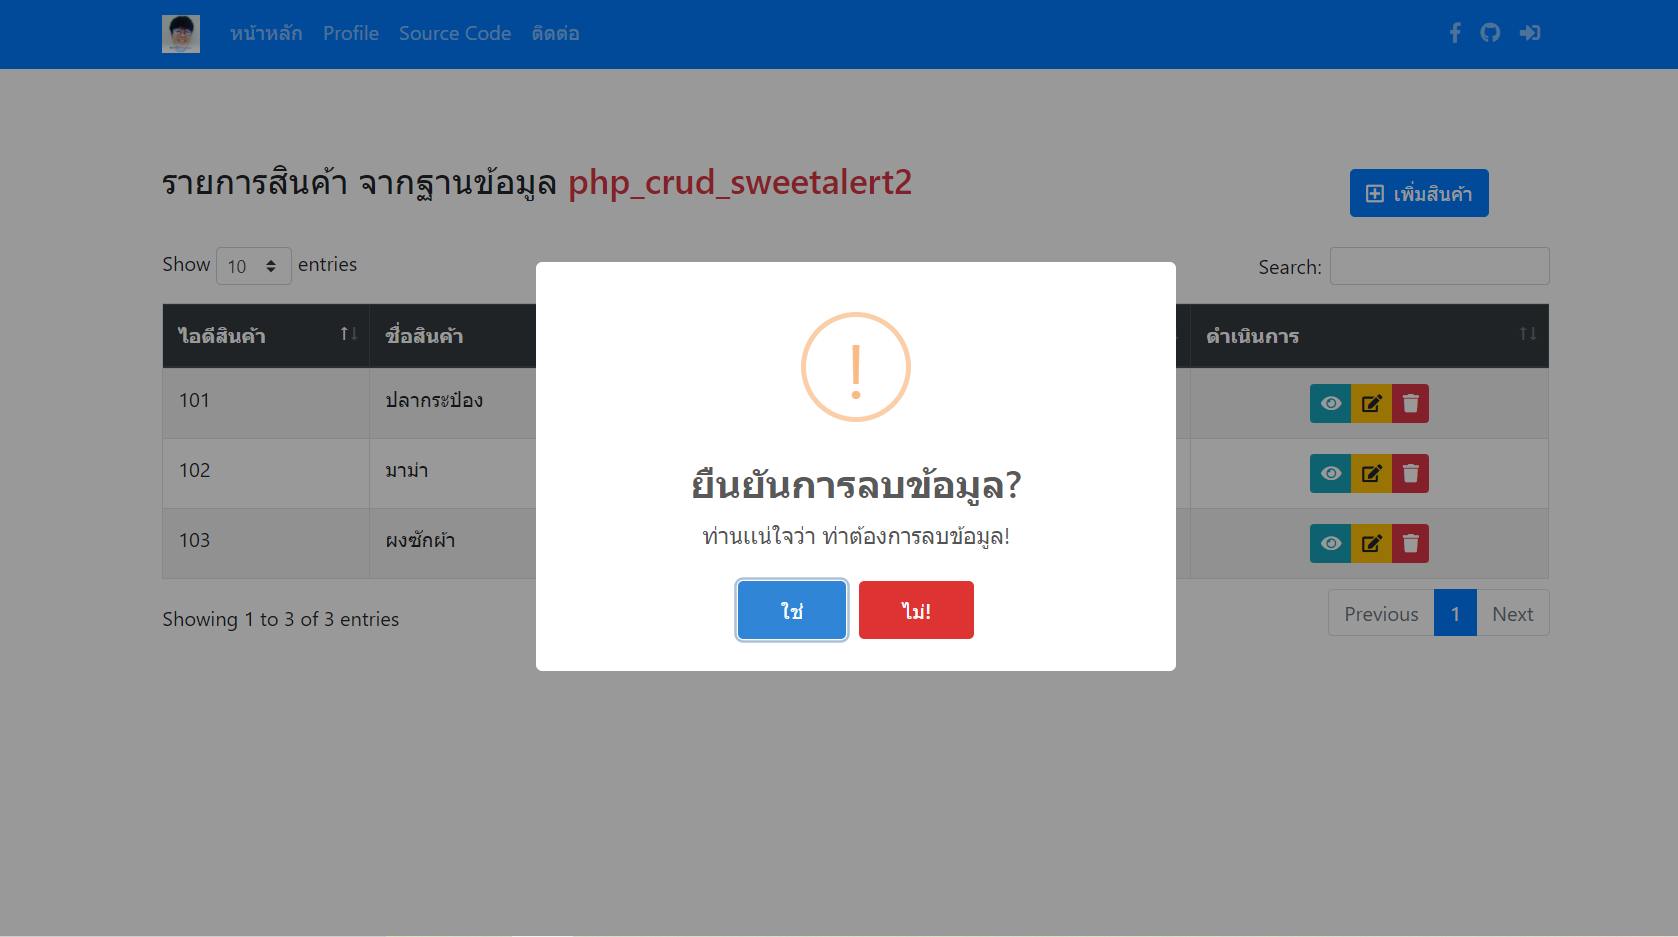 หน้าหลัก Profile Source Code ติดต่อ
รายการสินค้า จากฐานข้อมูล php_crud_sweetalert2
เพิ่มสินค้า
Show 10 entries
Search:
ไอดีสินค้า ชื่อสินค้า ดำเนินการ
101 ปลากระป๋อง
102 มาม่า
103 ผงซักผ้า
ยืนยันการลบข้อมูล?
ท่านแน่ใจว่า ท่าต้องการลบข้อมูล!
ใช่ ไม่!
Showing 1 to 3 of 3 entries
Previous 1 Next